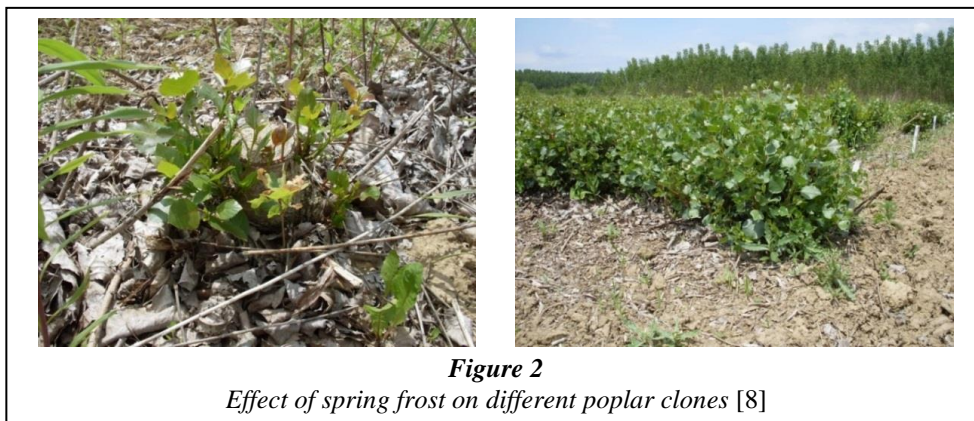 Figure 2
Effect of spring frost on different poplar clones [8]